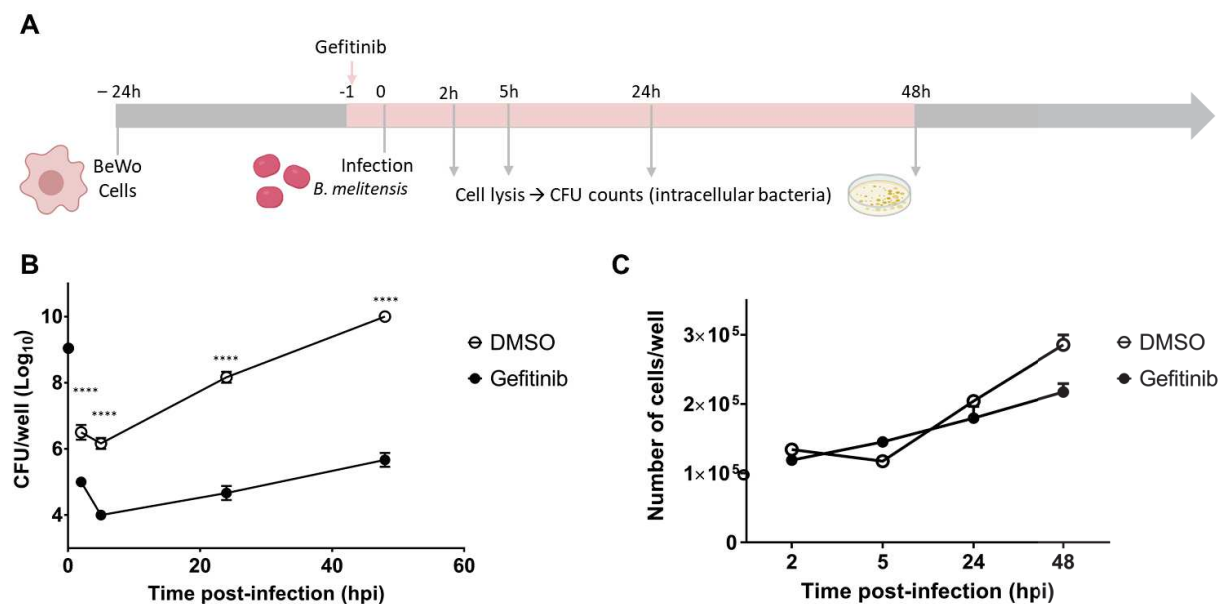 A
Gefitinib
– 24h
-1
0
2h
5h
24h
48h
BeWo
Cells
Infection
B. melitensis
Cell lysis → CFU counts (intracellular bacteria)
B
CFU/well (Log10)
10
8
6
4
****
****
****
****
0
20
40
60
Time post-infection (hpi)
DMSO
Gefitinib
C
Number of cells/well
3×10⁵
2×10⁵
1×10⁵
0
2
5
24
48
Time post-infection (hpi)
DMSO
Gefitinib